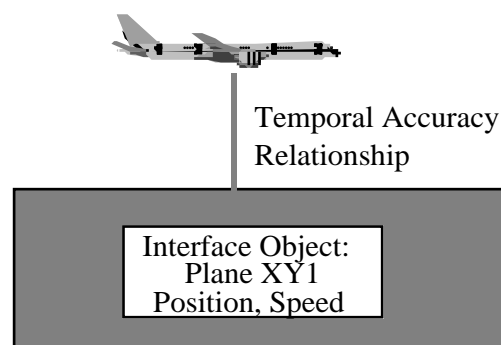 Temporal Accuracy
Relationship
Interface Object:
Plane XY1
Position, Speed